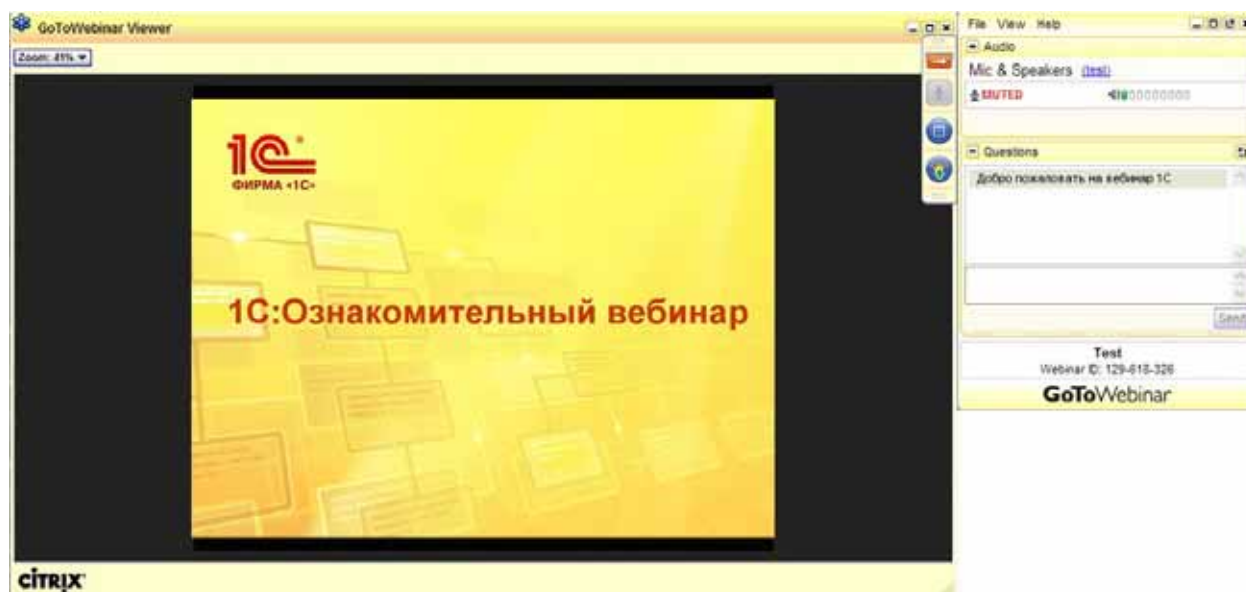 GoToWebinar Viewer
Zoom: 81%
1С
ФИРМА «1С»
1С:Ознакомительный вебинар
CITRIX
File View Help
Audio
Mic & Speakers (test)
MUTED
Questions
Добро пожаловать на вебинар 1С
Send
Test
Webinar ID: 129-618-326
GoToWebinar